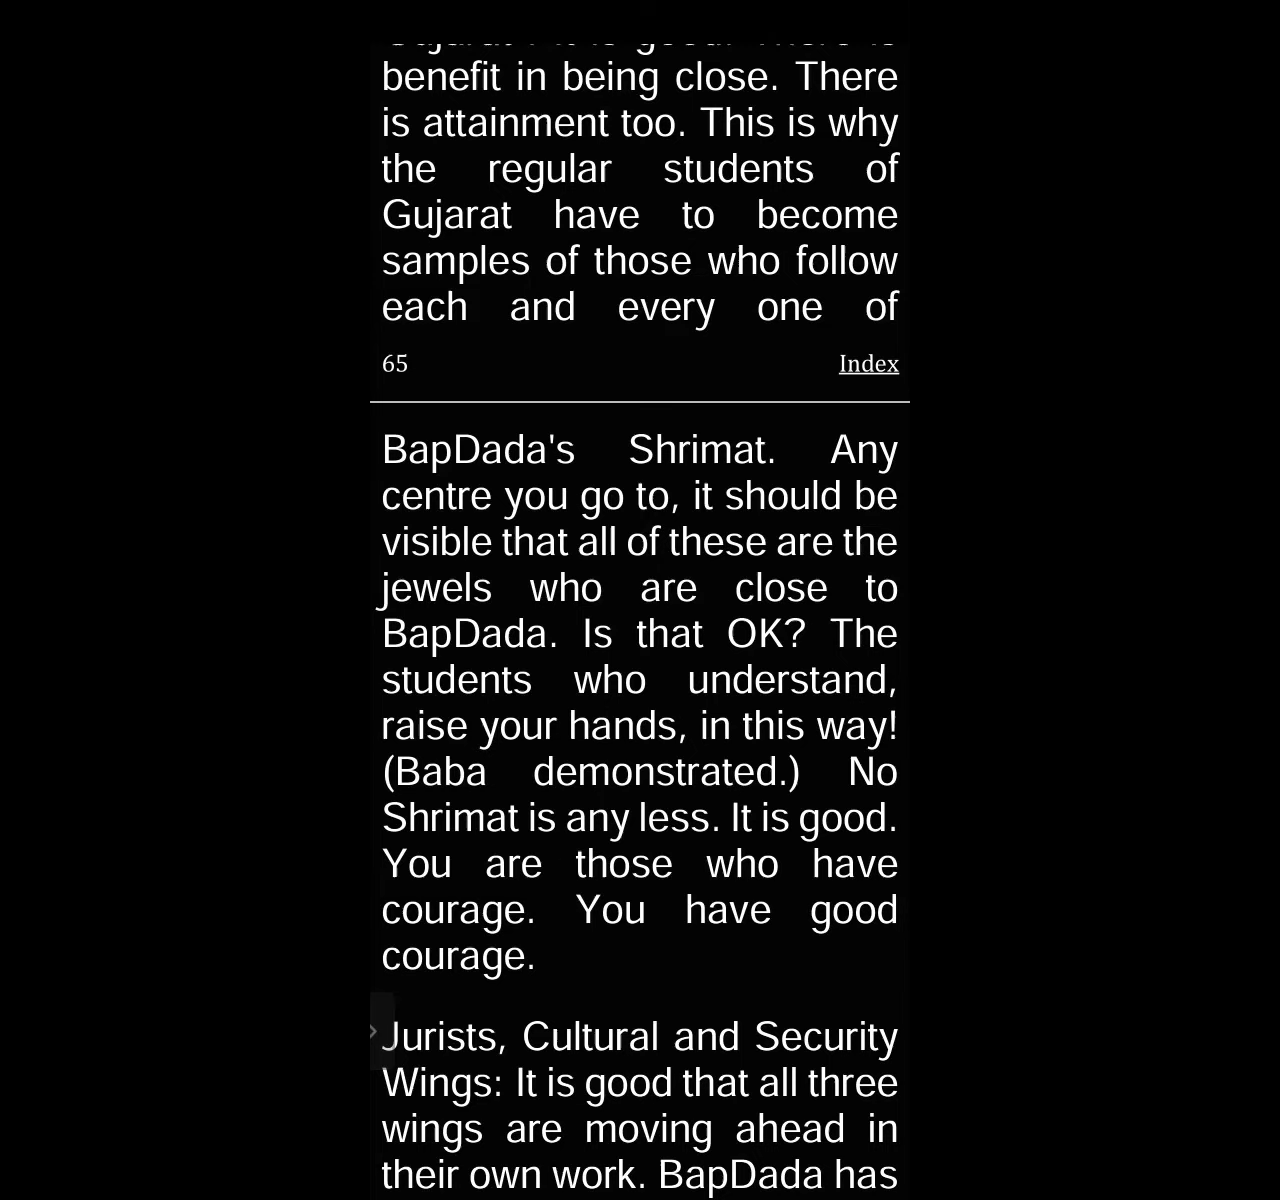 benefit in being close. There
is attainment too. This is why
the regular students of
Gujarat have to become
samples of those who follow
each and every one of
65 Index
BapDada's Shrimat. Any
centre you go to, it should be
visible that all of these are the
jewels who are close to
BapDada. Is that OK? The
students who understand,
raise your hands, in this way!
(Baba demonstrated.) No
Shrimat is any less. It is good.
You are those who have
courage. You have good
courage.
Jurists, Cultural and Security
Wings: It is good that all three
wings are moving ahead in
their own work. BapDada has